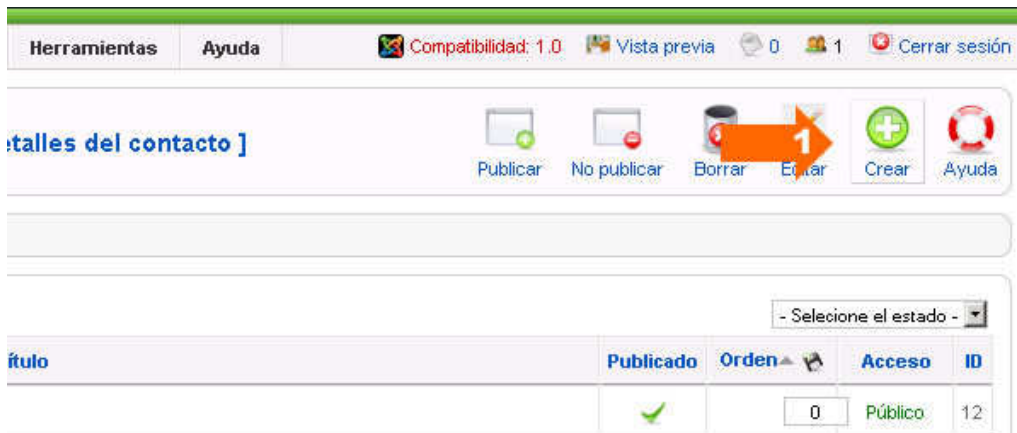 Herramientas Ayuda Compatibilidad: 1.0 Vista previa 0 1 Cerrar sesión
etalles del contacto ]
1
Publicar No publicar Borrar Editar Crear Ayuda
- Selecione el estado -
ítulo Publicado Orden Acceso ID
0 Público 12